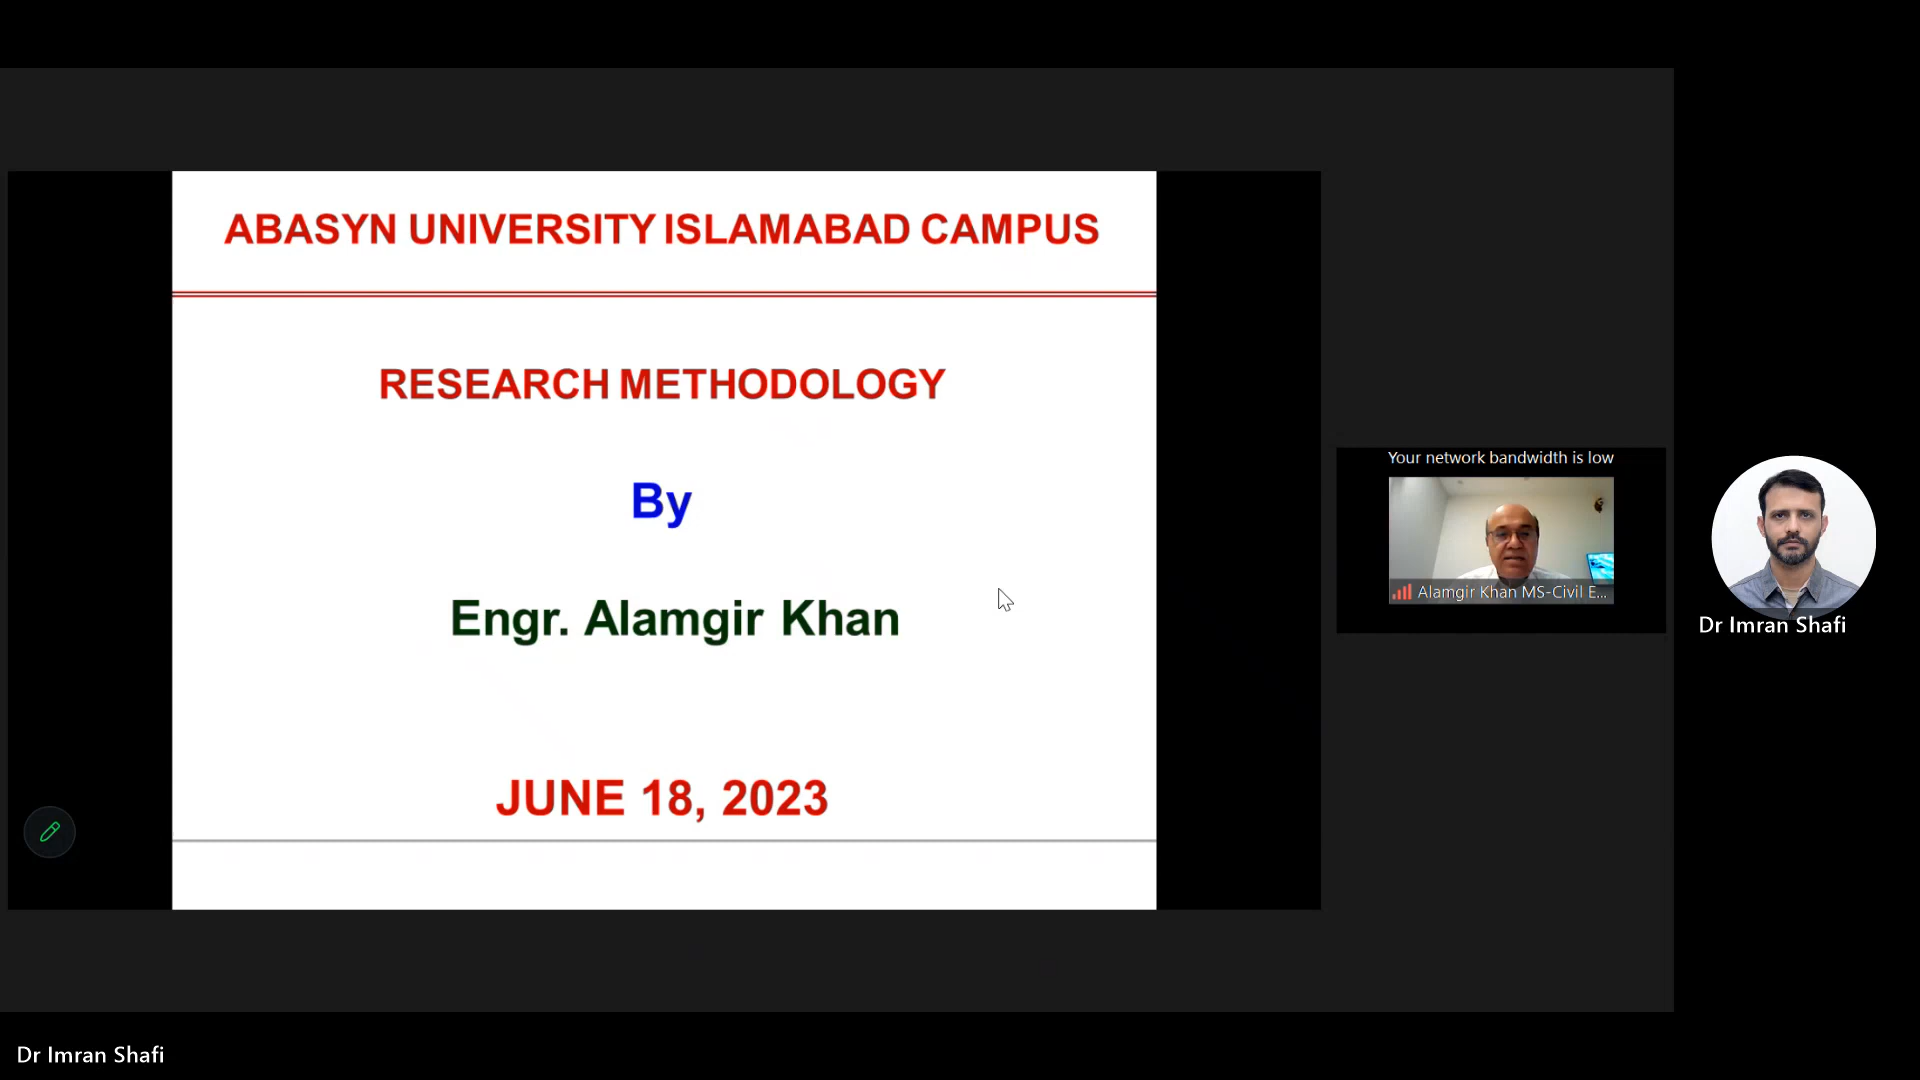 ABASYN UNIVERSITY ISLAMABAD CAMPUS
RESEARCH METHODOLOGY
By
Engr. Alamgir Khan
JUNE 18, 2023
Your network bandwidth is low
Alamgir Khan MS-Civil E...
Dr Imran Shafi
Dr Imran Shafi